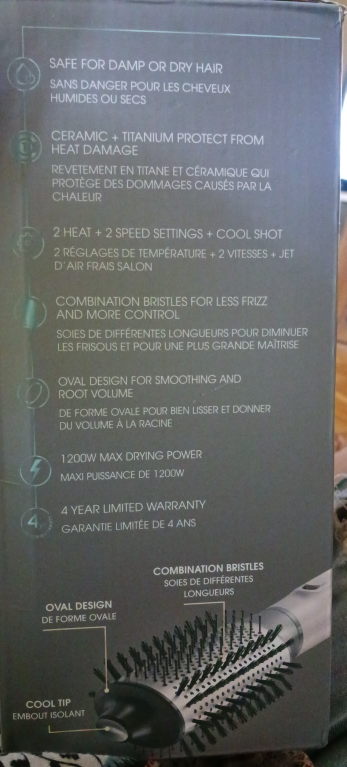 SAFE FOR DAMP OR DRY HAIR
SANS DANGER POUR LES CHEVEUX
HUMIDES OU SECS
CERAMIC + TITANIUM PROTECT FROM
HEAT DAMAGE
REVETEMENT EN TITANE ET CÉRAMIQUE QUI
PROTÈGE DES DOMMAGES CAUSÉS PAR LA
CHALEUR
2 HEAT + 2 SPEED SETTINGS + COOL SHOT
2 RÉGLAGES DE TEMPÉRATURE + 2 VITESSES + JET
D'AIR FRAIS SALON
COMBINATION BRISTLES FOR LESS FRIZZ
AND MORE CONTROL
SOIES DE DIFFÉRENTES LONGUEURS POUR DIMINUER
LES FRISOUS ET POUR UNE PLUS GRANDE MAÎTRISE
OVAL DESIGN FOR SMOOTHING AND
ROOT VOLUME
DE FORME OVALE POUR BIEN LISSER ET DONNER
DU VOLUME À LA RACINE
1200W MAX DRYING POWER
MAXI PUISSANCE DE 1200W
4
4 YEAR LIMITED WARRANTY
GARANTIE LIMITÉE DE 4 ANS
COMBINATION BRISTLES
SOIES DE DIFFÉRENTES
LONGUEURS
OVAL DESIGN
DE FORME OVALE
COOL TIP
EMBOUT ISOLANT